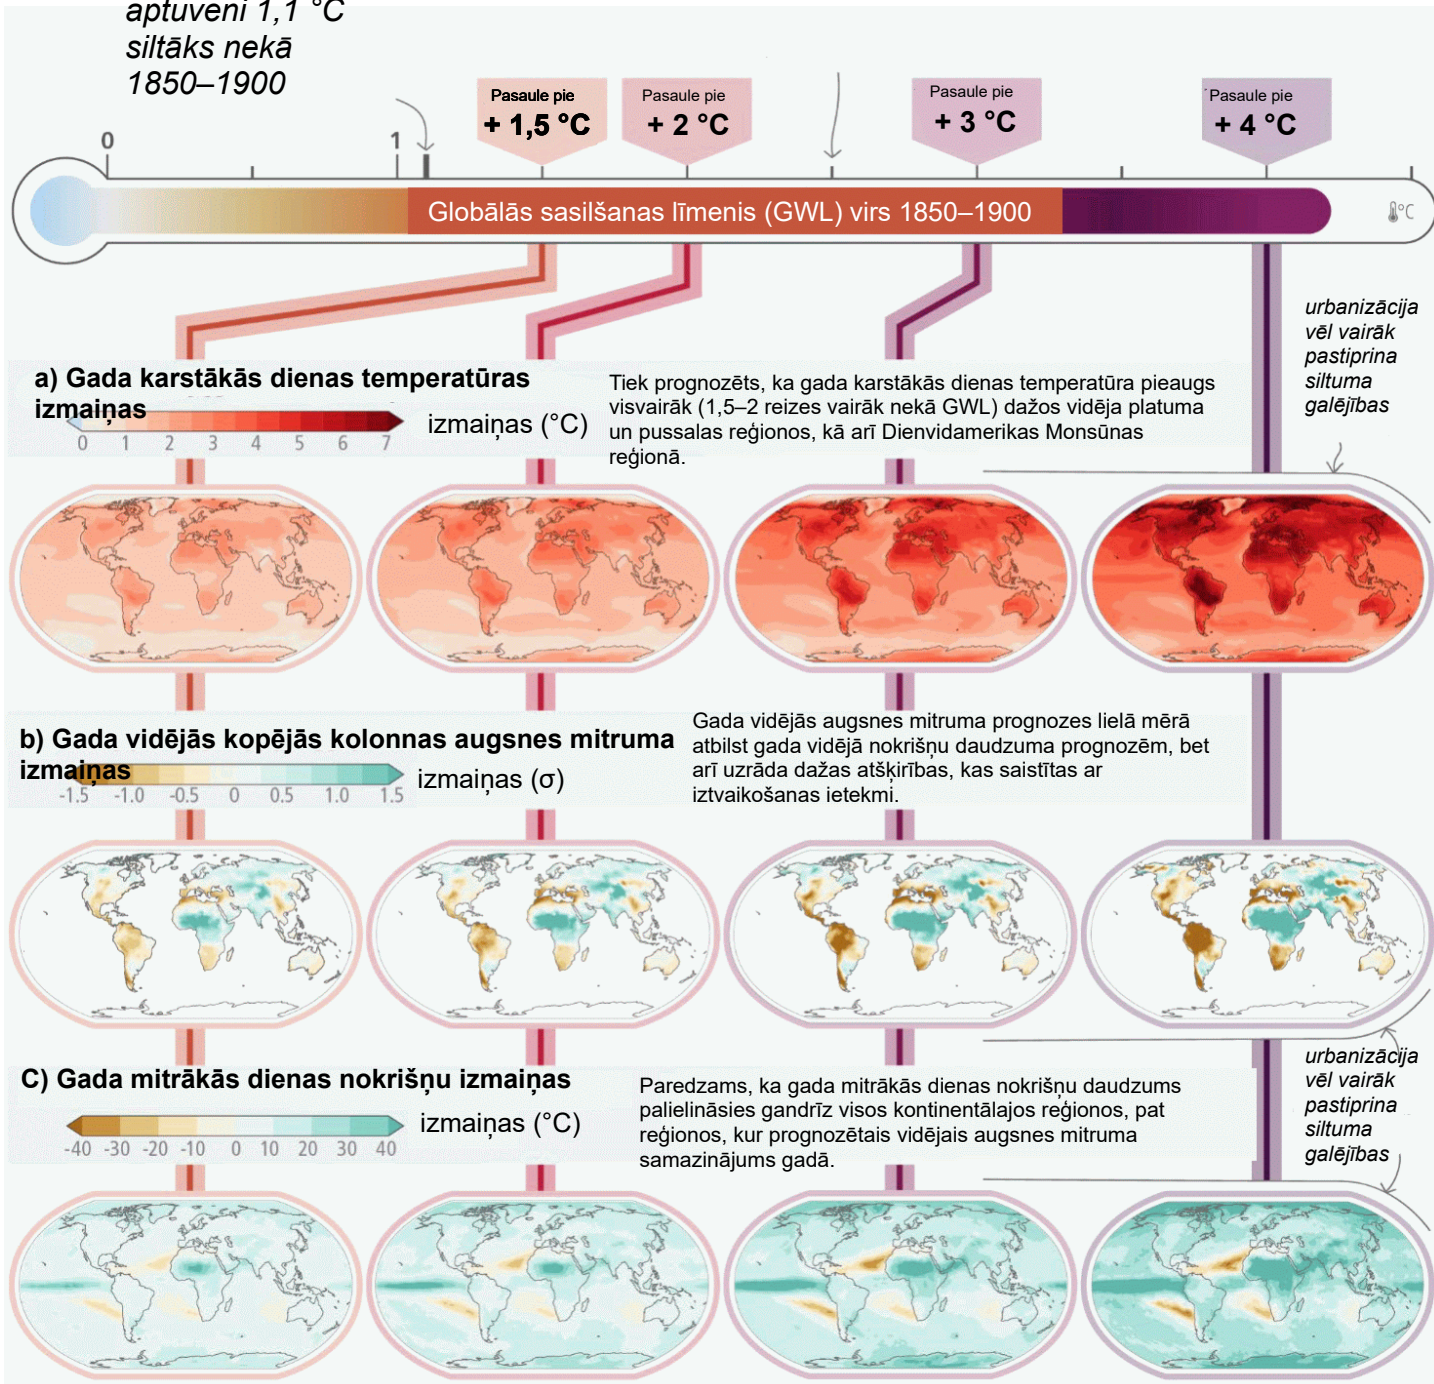 aptuveni 1,1 °C
siltāks nekā
1850–1900
Pasaule pie
+ 1,5 °C
Pasaule pie
+ 2 °C
Pasaule pie
+ 3 °C
Pasaule pie
+ 4 °C
0
1
Globālās sasilšanas līmenis (GWL) virs 1850–1900
°C
urbanizācija
vēl vairāk
pastiprina
siltuma
galējības
a) Gada karstākās dienas temperatūras
izmaiņas
izmaiņas (°C)
0 1 2 3 4 5 6 7
Tiek prognozēts, ka gada karstākās dienas temperatūra pieaugs
visvairāk (1,5–2 reizes vairāk nekā GWL) dažos vidēja platuma
un pussalas reģionos, kā arī Dienvidamerikas Monsūnas
reģionā.
b) Gada vidējās kopējās kolonnas augsnes mitruma
izmaiņas
izmaiņas (σ)
-1.5 -1.0 -0.5 0 0.5 1.0 1.5
Gada vidējās augsnes mitruma prognozes lielā mērā
atbilst gada vidējā nokrišņu daudzuma prognozēm, bet
arī uzrāda dažas atšķirības, kas saistītas ar
iztvaikošanas ietekmi.
C) Gada mitrākās dienas nokrišņu izmaiņas
izmaiņas (°C)
-40 -30 -20 -10 0 10 20 30 40
Paredzams, ka gada mitrākās dienas nokrišņu daudzums
palielināsies gandrīz visos kontinentālajos reģionos, pat
reģionos, kur prognozētais vidējais augsnes mitruma
samazinājums gadā.
urbanizācija
vēl vairāk
pastiprina
siltuma
galējības